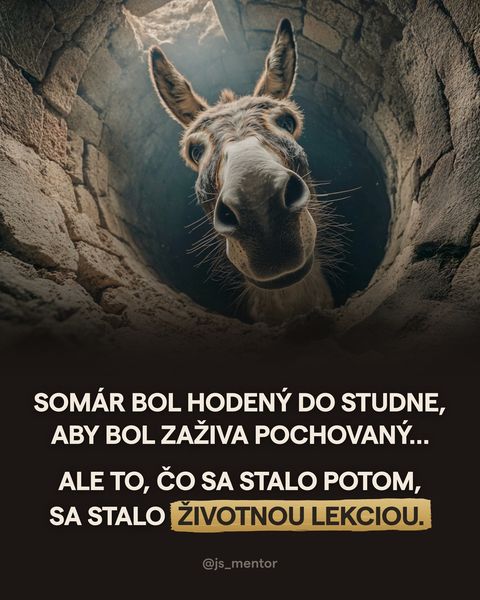 SOMÁR BOL HODENÝ DO STUDNE,
ABY BOL ZAŽIVA POCHOVANÝ...
ALE TO, ČO SA STALO POTOM,
SA STALO ŽIVOTNOU LEKCIOU.
@js_mentor